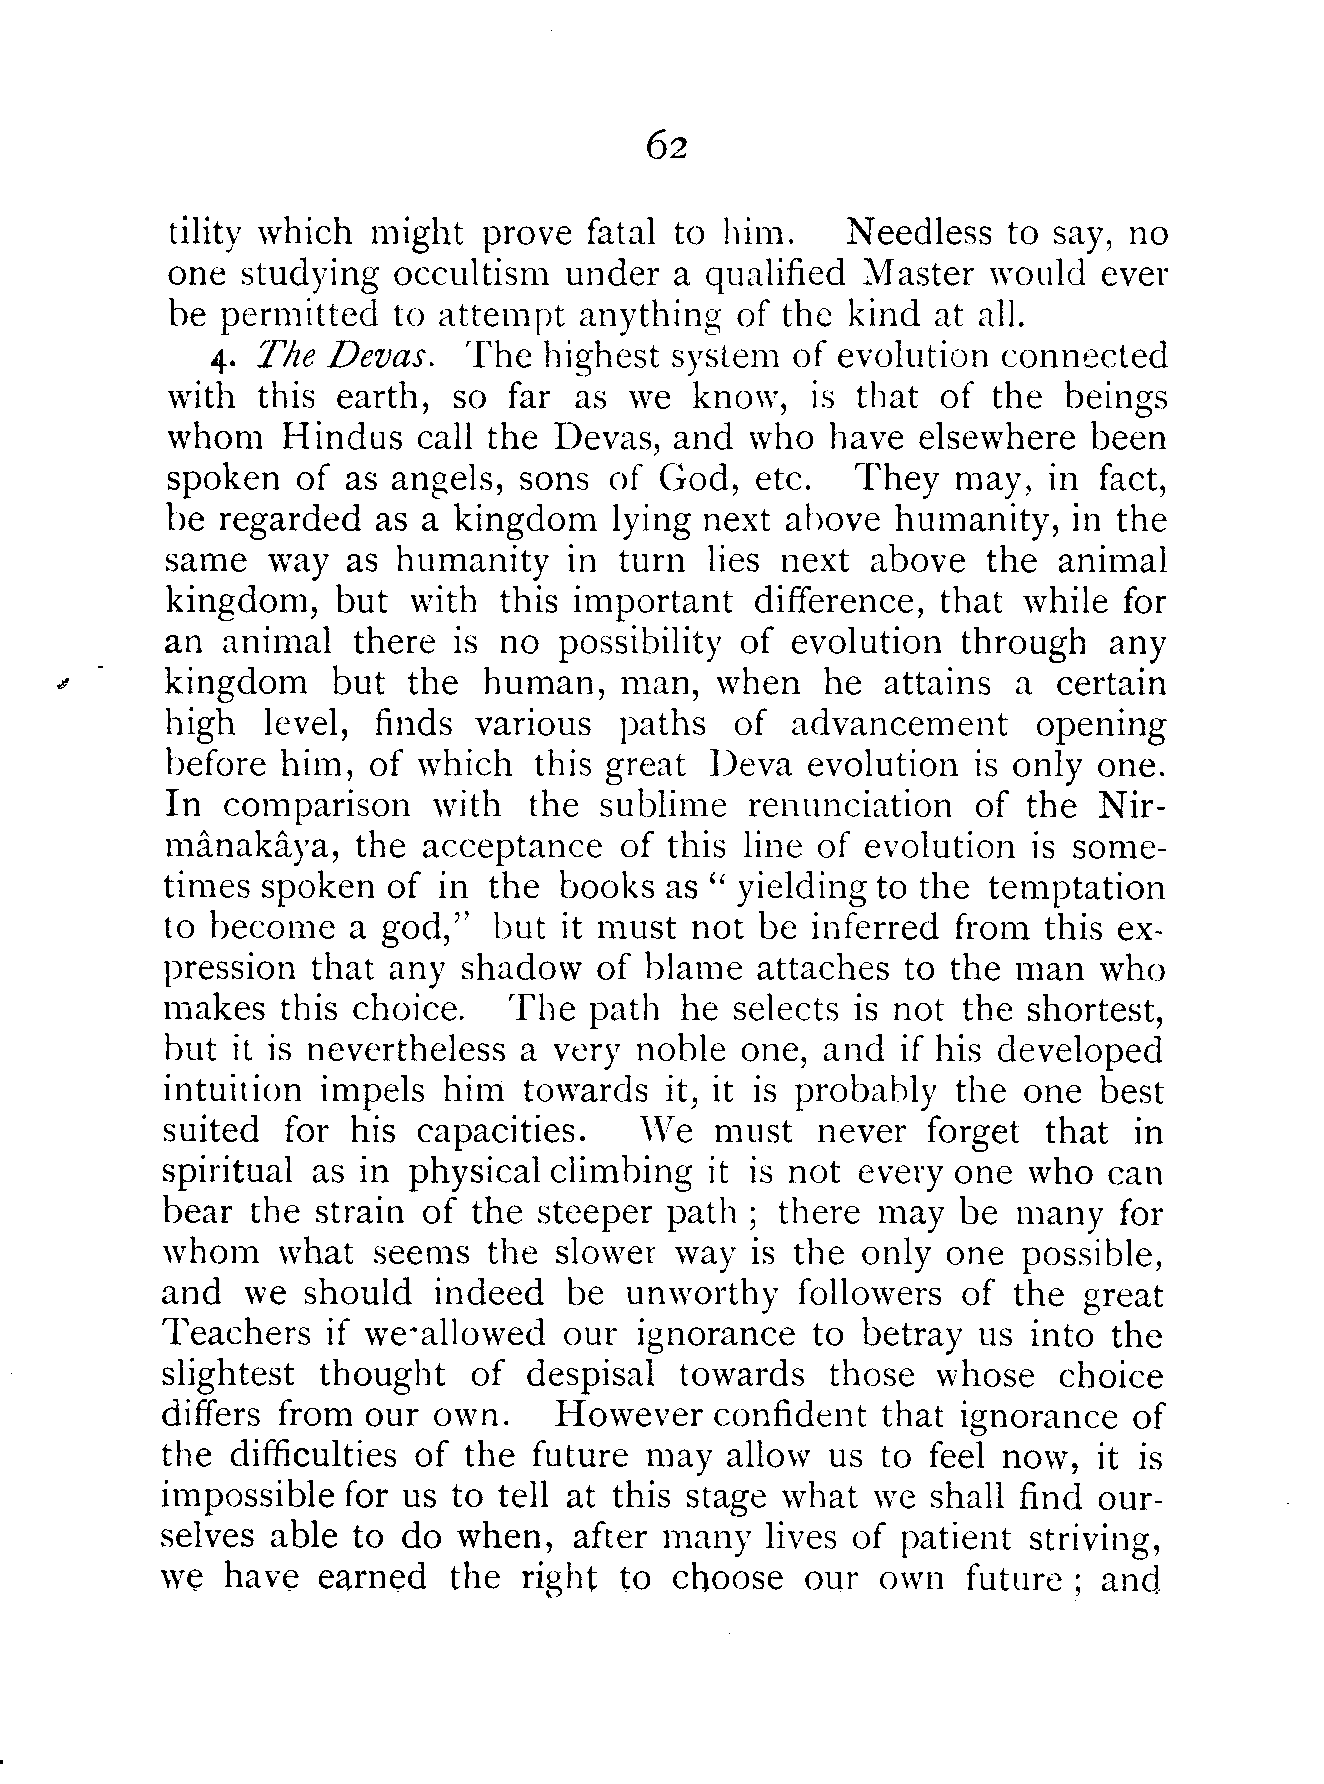 62
tility which might prove fatal to him. Needless to say, no
one studying occultism under a qualified Master would ever
be permitted to attempt anything of the kind at all.
4. The Devas. The highest system of evolution connected
with this earth, so far as we know, is that of the beings
whom Hindus call the Devas, and who have elsewhere been
spoken of as angels, sons of God, etc. They may, in fact,
be regarded as a kingdom lying next above humanity, in the
same way as humanity in turn lies next above the animal
kingdom, but with this important difference, that while for
an animal there is no possibility of evolution through any
kingdom but the human, man, when he attains a certain
high level, finds various paths of advancement opening
before him, of which this great Deva evolution is only one.
In comparison with the sublime renunciation of the Nir-
mânakâya, the acceptance of this line of evolution is some-
times spoken of in the books as “ yielding to the temptation
to become a god,” but it must not be inferred from this ex-
pression that any shadow of blame attaches to the man who
makes this choice. The path he selects is not the shortest,
but it is nevertheless a very noble one, and if his developed
intuition impels him towards it, it is probably the one best
suited for his capacities. We must never forget that in
spiritual as in physical climbing it is not every one who can
bear the strain of the steeper path ; there may be many for
whom what seems the slower way is the only one possible,
and we should indeed be unworthy followers of the great
Teachers if we allowed our ignorance to betray us into the
slightest thought of despisal towards those whose choice
differs from our own. However confident that ignorance of
the difficulties of the future may allow us to feel now, it is
impossible for us to tell at this stage what we shall find our-
selves able to do when, after many lives of patient striving,
we have earned the right to choose our own future ; and